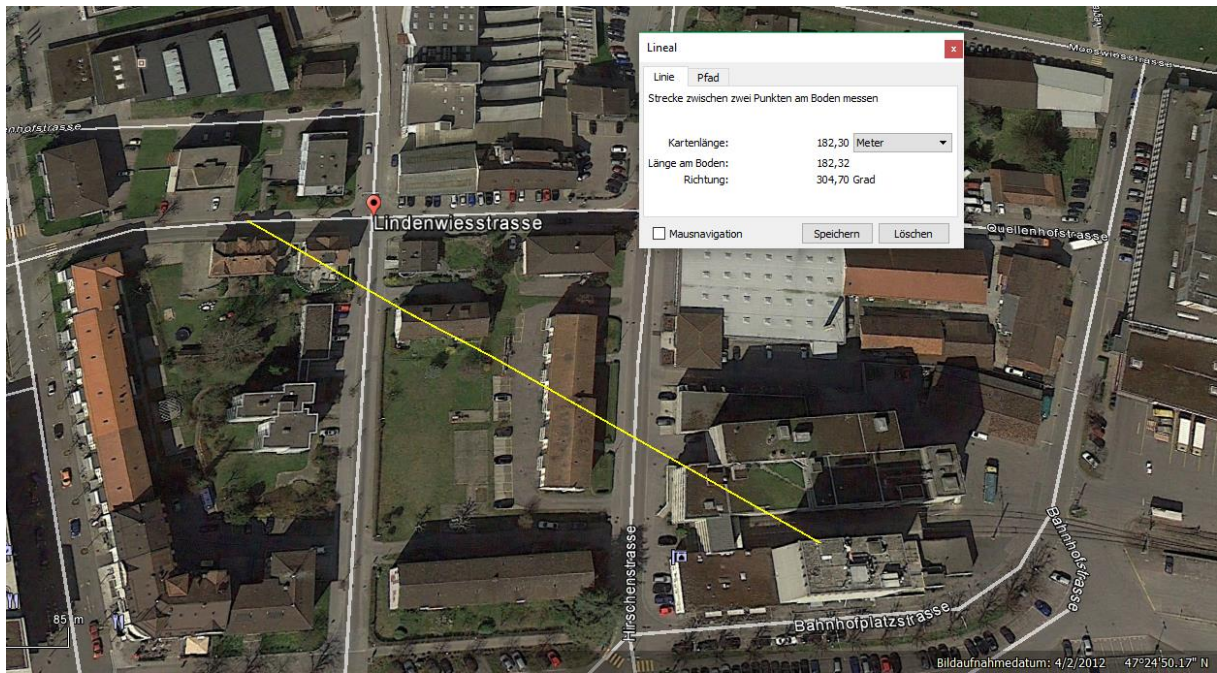 Lineal
x
Linie Pfad
Strecke zwischen zwei Punkten am Boden messen
Kartenlänge: 182,30 Meter
Länge am Boden: 182,32
Richtung: 304,70 Grad
Mausnavigation Speichern Löschen
Mooswiesstrasse
enhofstrasse
Lindenwiesstrasse
Quellenhofstrasse
Hirschenstrasse
Bahnhofstrasse
Bahnhofplatzstrasse
85 m
Bildaufnahmedatum: 4/2/2012 47°24'50.17" N